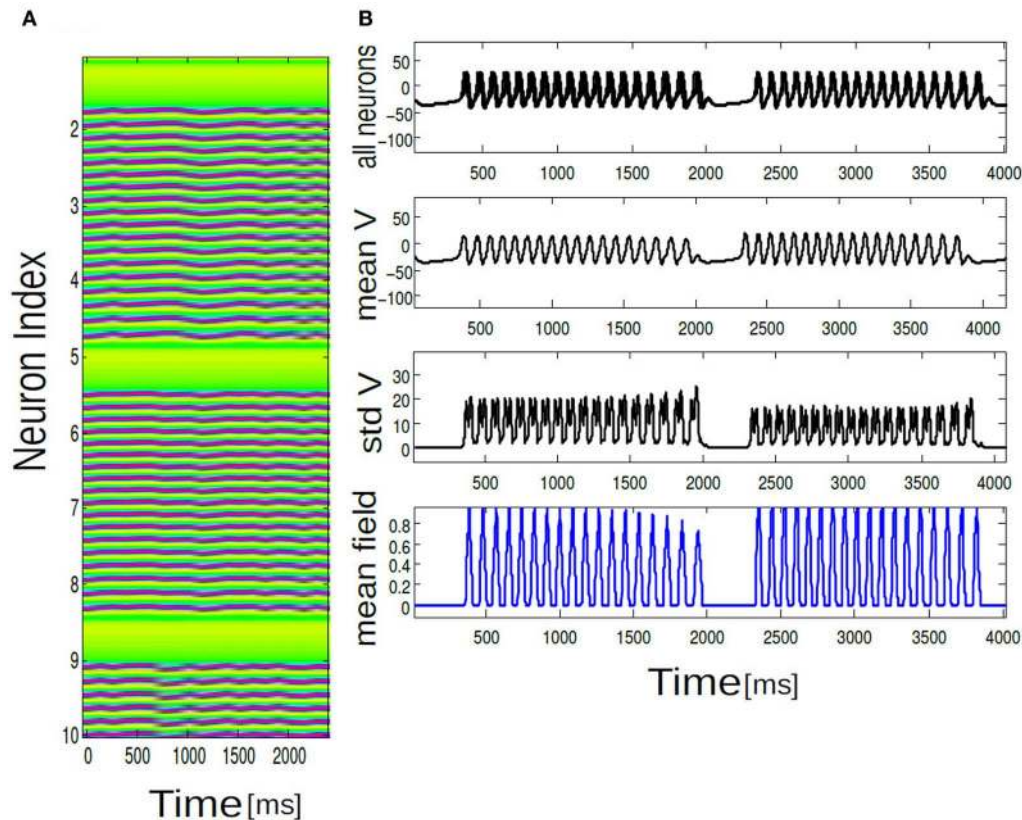 A
Neuron Index
2
3
4
5
6
7
8
9
10
0 500 1000 1500 2000
Time [ms]
B
all neurons
50
0
−50
−100
500 1000 1500 2000 2500 3000 3500 4000
mean V
50
0
−50
−100
500 1000 1500 2000 2500 3000 3500 4000
std V
30
20
10
0
500 1000 1500 2000 2500 3000 3500 4000
mean field
0.8
0.6
0.4
0.2
0
500 1000 1500 2000 2500 3000 3500 4000
Time [ms]